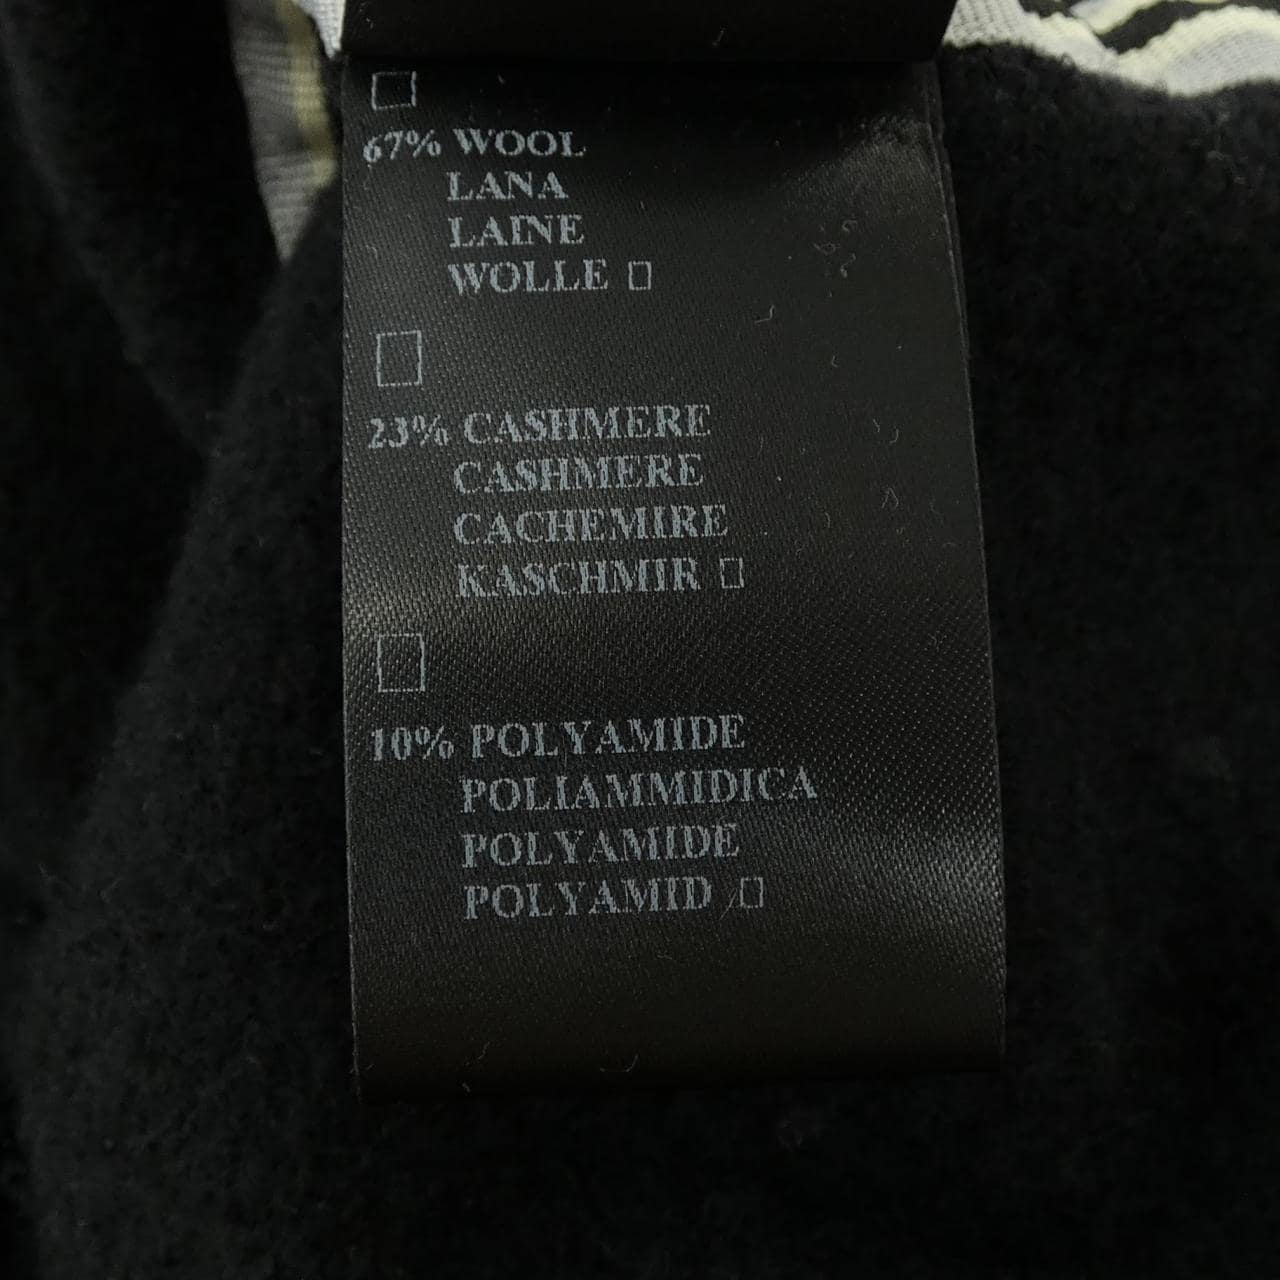 □
67% WOOL
LANA
LAINE
WOLLE □
□
23% CASHMERE
CASHMERE
CACHEMIRE
KASCHMIR □
□
10% POLYAMIDE
POLIAMMIDICA
POLYAMIDE
POLYAMID □